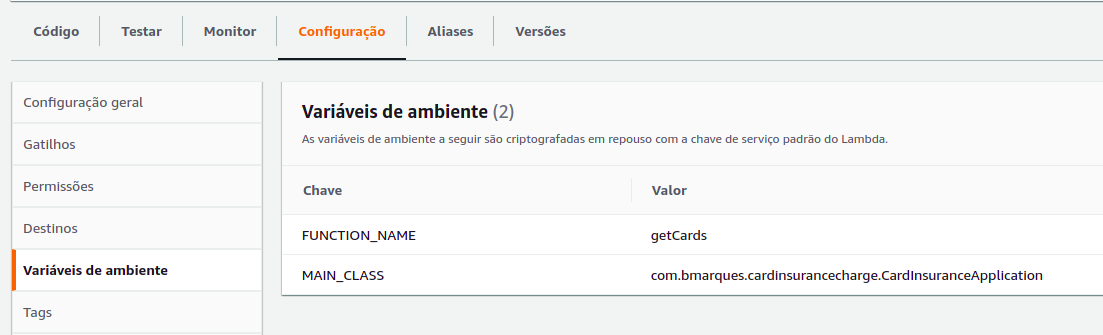 Código Testar Monitor Configuração Aliases Versões
Configuração geral
Gatilhos
Permissões
Destinos
Variáveis de ambiente
Tags
Variáveis de ambiente (2)
As variáveis de ambiente a seguir são criptografadas em repouso com a chave de serviço padrão do Lambda.
Chave Valor
FUNCTION_NAME getCards
MAIN_CLASS com.bmarques.cardinsurancecharge.CardInsuranceApplication